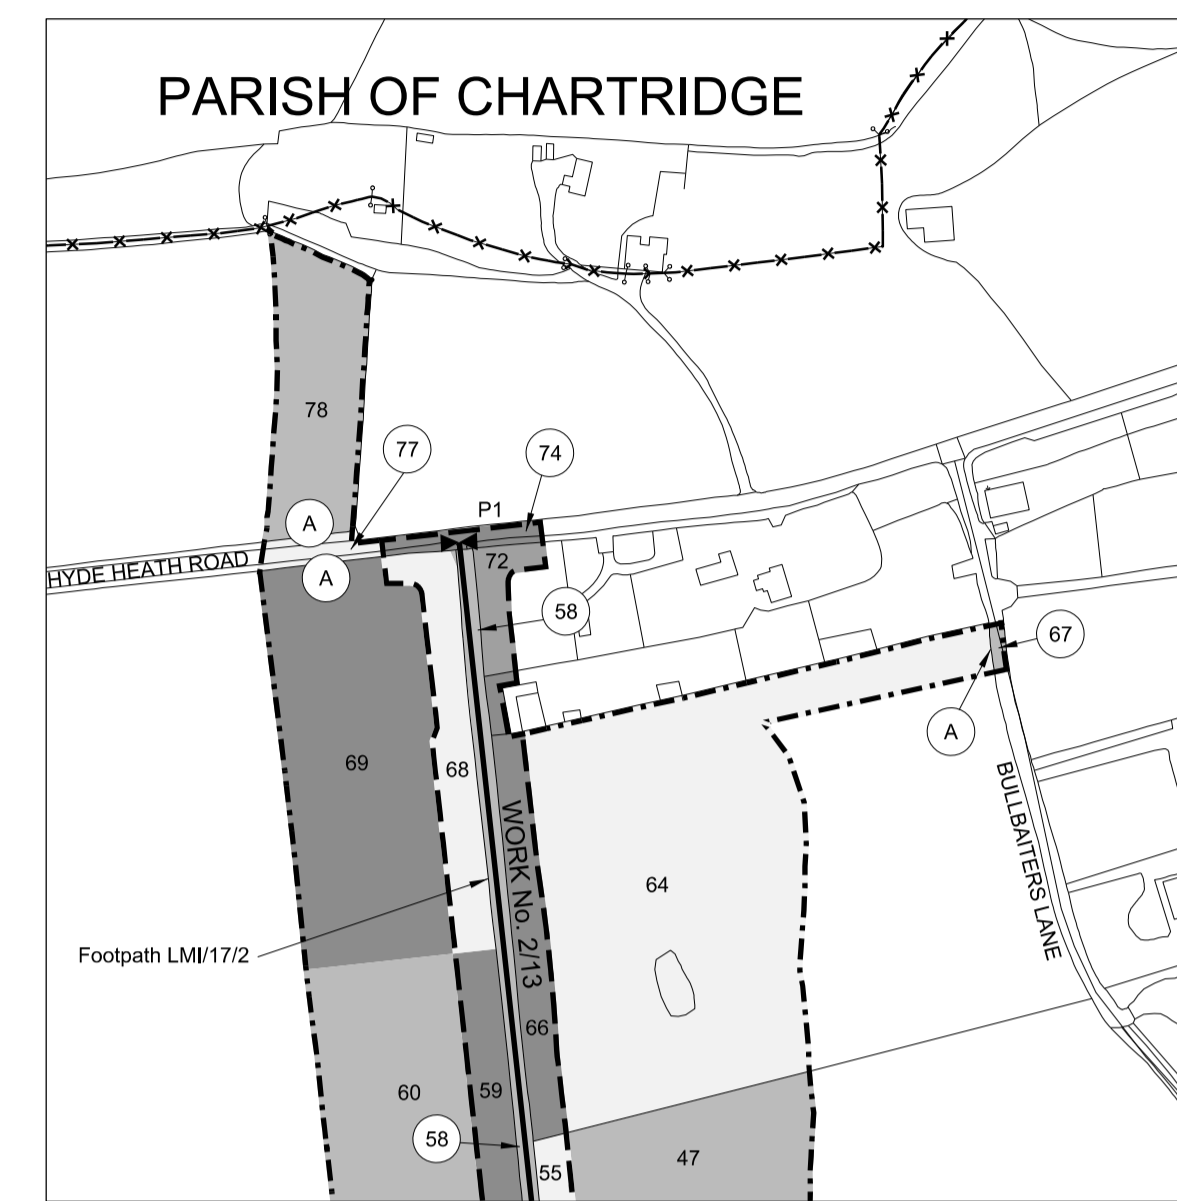 PARISH OF CHARTRIDGE
78
77
74
P1
A
HYDE HEATH ROAD
A
72
58
67
A
69
68
WORK No. 2/13
64
BULLBAITERS LANE
Footpath LMI/17/2
66
60
59
58
55
47